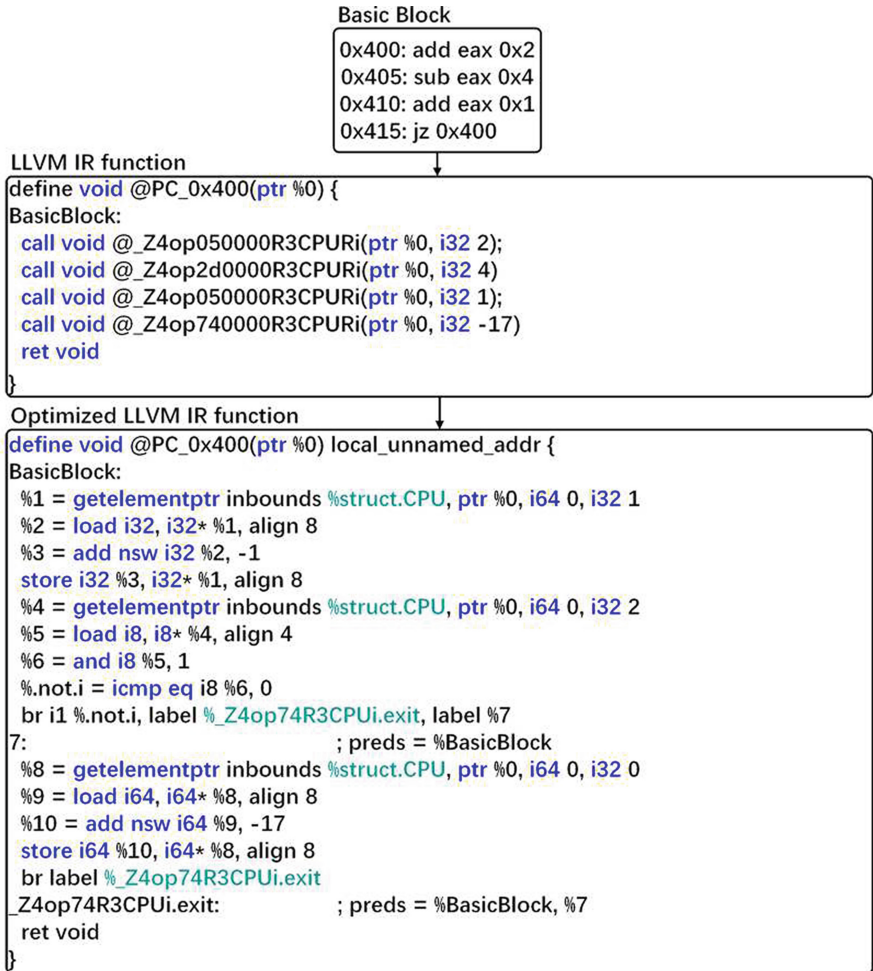 Basic Block
0x400: add eax 0x2
0x405: sub eax 0x4
0x410: add eax 0x1
0x415: jz 0x400
LLVM IR function
define void @PC_0x400(ptr %0) {
BasicBlock:
call void @_Z4op050000R3CPURi(ptr %0, i32 2);
call void @_Z4op2d0000R3CPURi(ptr %0, i32 4)
call void @_Z4op050000R3CPURi(ptr %0, i32 1);
call void @_Z4op740000R3CPURi(ptr %0, i32 -17)
ret void
}
Optimized LLVM IR function
define void @PC_0x400(ptr %0) local_unnamed_addr {
BasicBlock:
%1 = getelementptr inbounds %struct.CPU, ptr %0, i64 0, i32 1
%2 = load i32, i32* %1, align 8
%3 = add nsw i32 %2, -1
store i32 %3, i32* %1, align 8
%4 = getelementptr inbounds %struct.CPU, ptr %0, i64 0, i32 2
%5 = load i8, i8* %4, align 4
%6 = and i8 %5, 1
%.not.i = icmp eq i8 %6, 0
br i1 %.not.i, label %_Z4op74R3CPUi.exit, label %7
7: ; preds = %BasicBlock
%8 = getelementptr inbounds %struct.CPU, ptr %0, i64 0, i32 0
%9 = load i64, i64* %8, align 8
%10 = add nsw i64 %9, -17
store i64 %10, i64* %8, align 8
br label %_Z4op74R3CPUi.exit
_Z4op74R3CPUi.exit: ; preds = %BasicBlock, %7
ret void
}